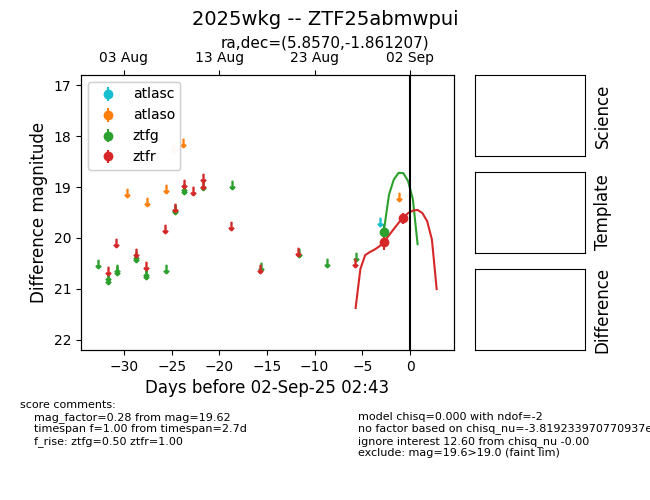 2025wkg -- ZTF25abmwpui
ra,dec=(5.8570,-1.861207)
03 Aug 13 Aug 23 Aug 02 Sep
atlasc
atlaso
ztfg
ztfr
17
18
19
20
21
22
Difference magnitude
−30 −25 −20 −15 −10 −5 0
Days before 02-Sep-25 02:43
Science
Template
Difference
score comments:
mag_factor=0.28 from mag=19.62
timespan f=1.00 from timespan=2.7d
f_rise: ztfg=0.50 ztfr=1.00
model chisq=0.000 with ndof=-2
no factor based on chisq_nu=-3.819233970770937e
ignore interest 12.60 from chisq_nu -0.00
exclude: mag=19.6>19.0 (faint lim)